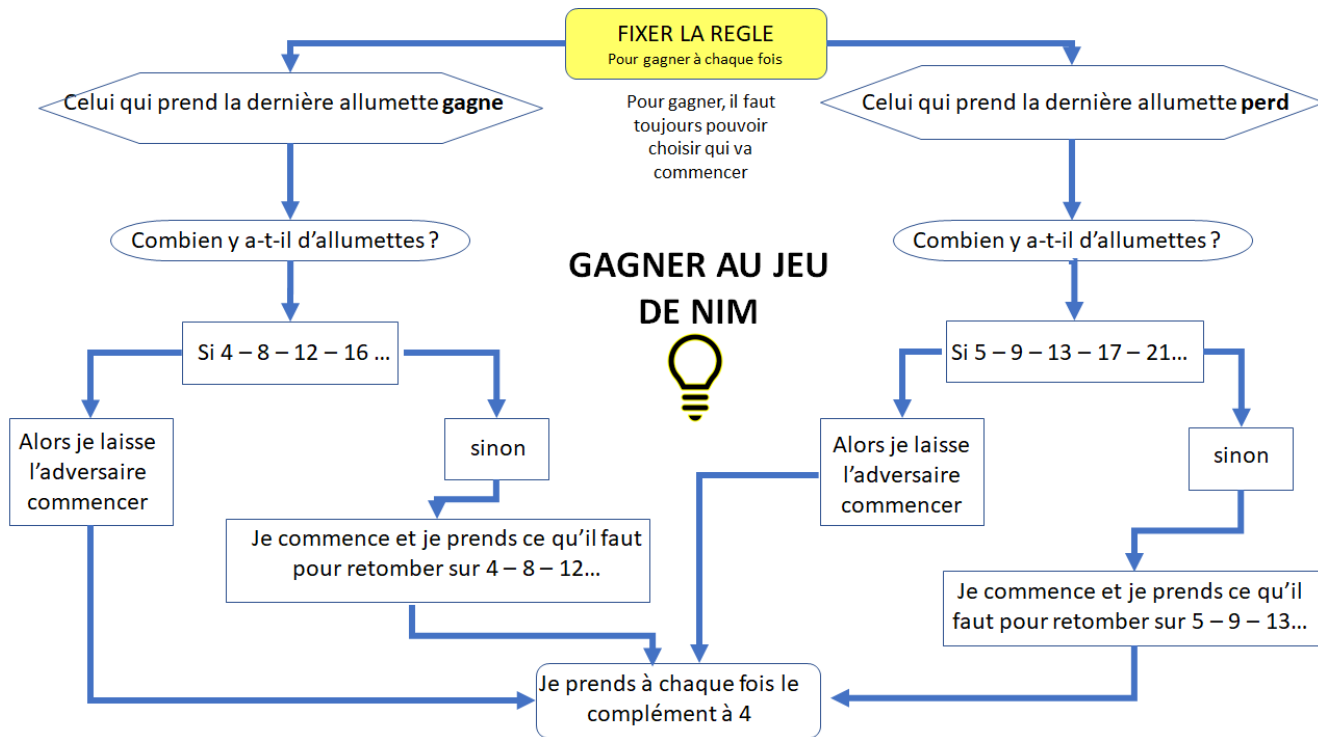 FIXER LA REGLE
Pour gagner à chaque fois
Celui qui prend la dernière allumette gagne
Pour gagner, il faut
toujours pouvoir
choisir qui va
commencer
Celui qui prend la dernière allumette perd
Combien y a-t-il d'allumettes ?
Combien y a-t-il d'allumettes ?
GAGNER AU JEU
DE NIM
Si 4 – 8 – 12 – 16 ...
Si 5 – 9 – 13 – 17 – 21...
Alors je laisse
l'adversaire
commencer
sinon
Alors je laisse
l'adversaire
commencer
sinon
Je commence et je prends ce qu'il faut
pour retomber sur 4 – 8 – 12...
Je commence et je prends ce qu'il
faut pour retomber sur 5 – 9 – 13...
Je prends à chaque fois le
complément à 4